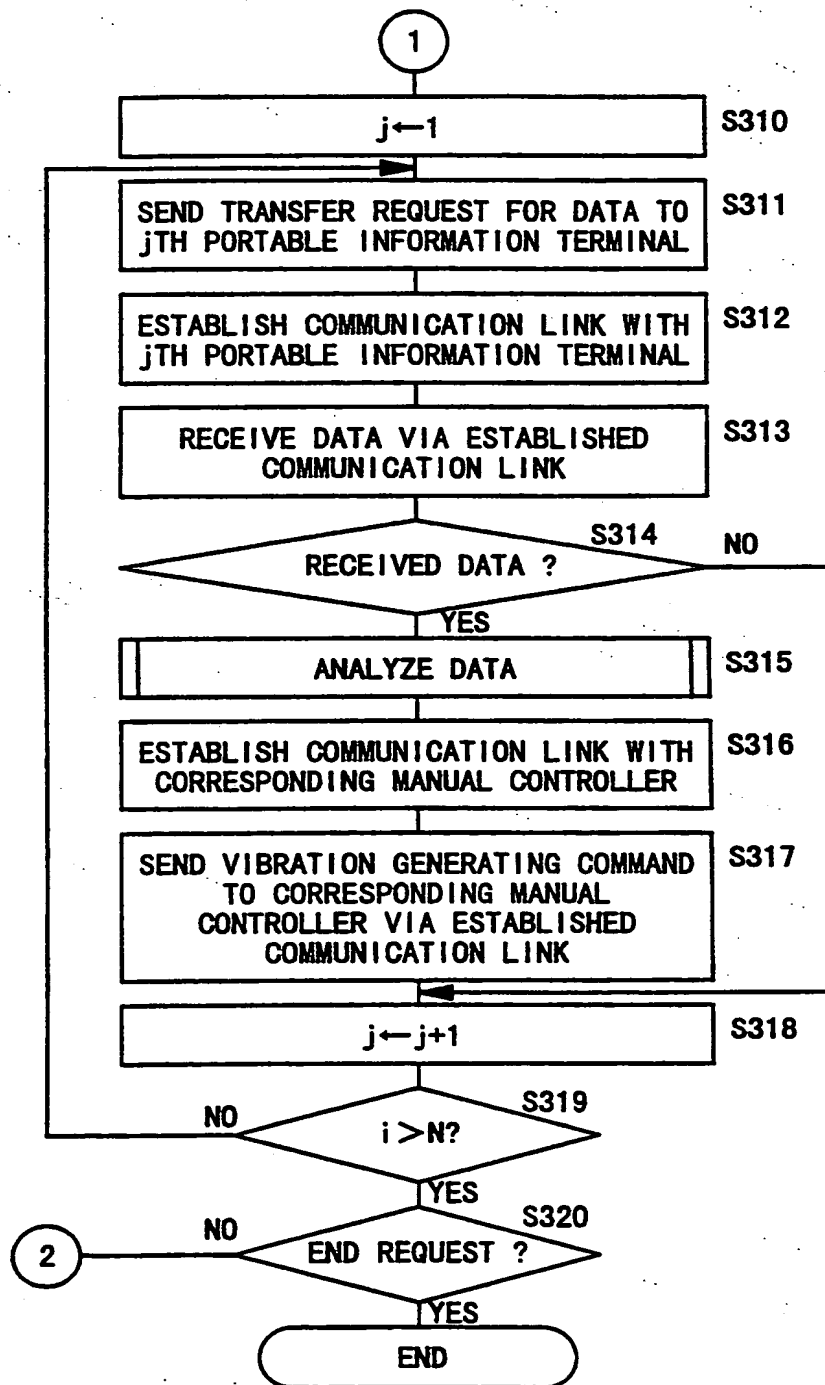 1
j←1
S310
SEND TRANSFER REQUEST FOR DATA TO
jTH PORTABLE INFORMATION TERMINAL
S311
ESTABLISH COMMUNICATION LINK WITH
jTH PORTABLE INFORMATION TERMINAL
S312
RECEIVE DATA VIA ESTABLISHED
COMMUNICATION LINK
S313
S314
RECEIVED DATA ?
NO
YES
ANALYZE DATA
S315
ESTABLISH COMMUNICATION LINK WITH
CORRESPONDING MANUAL CONTROLLER
S316
SEND VIBRATION GENERATING COMMAND
TO CORRESPONDING MANUAL
CONTROLLER VIA ESTABLISHED
COMMUNICATION LINK
S317
j←j+1
S318
S319
NO
i>N?
YES
S320
NO
2
END REQUEST ?
YES
END